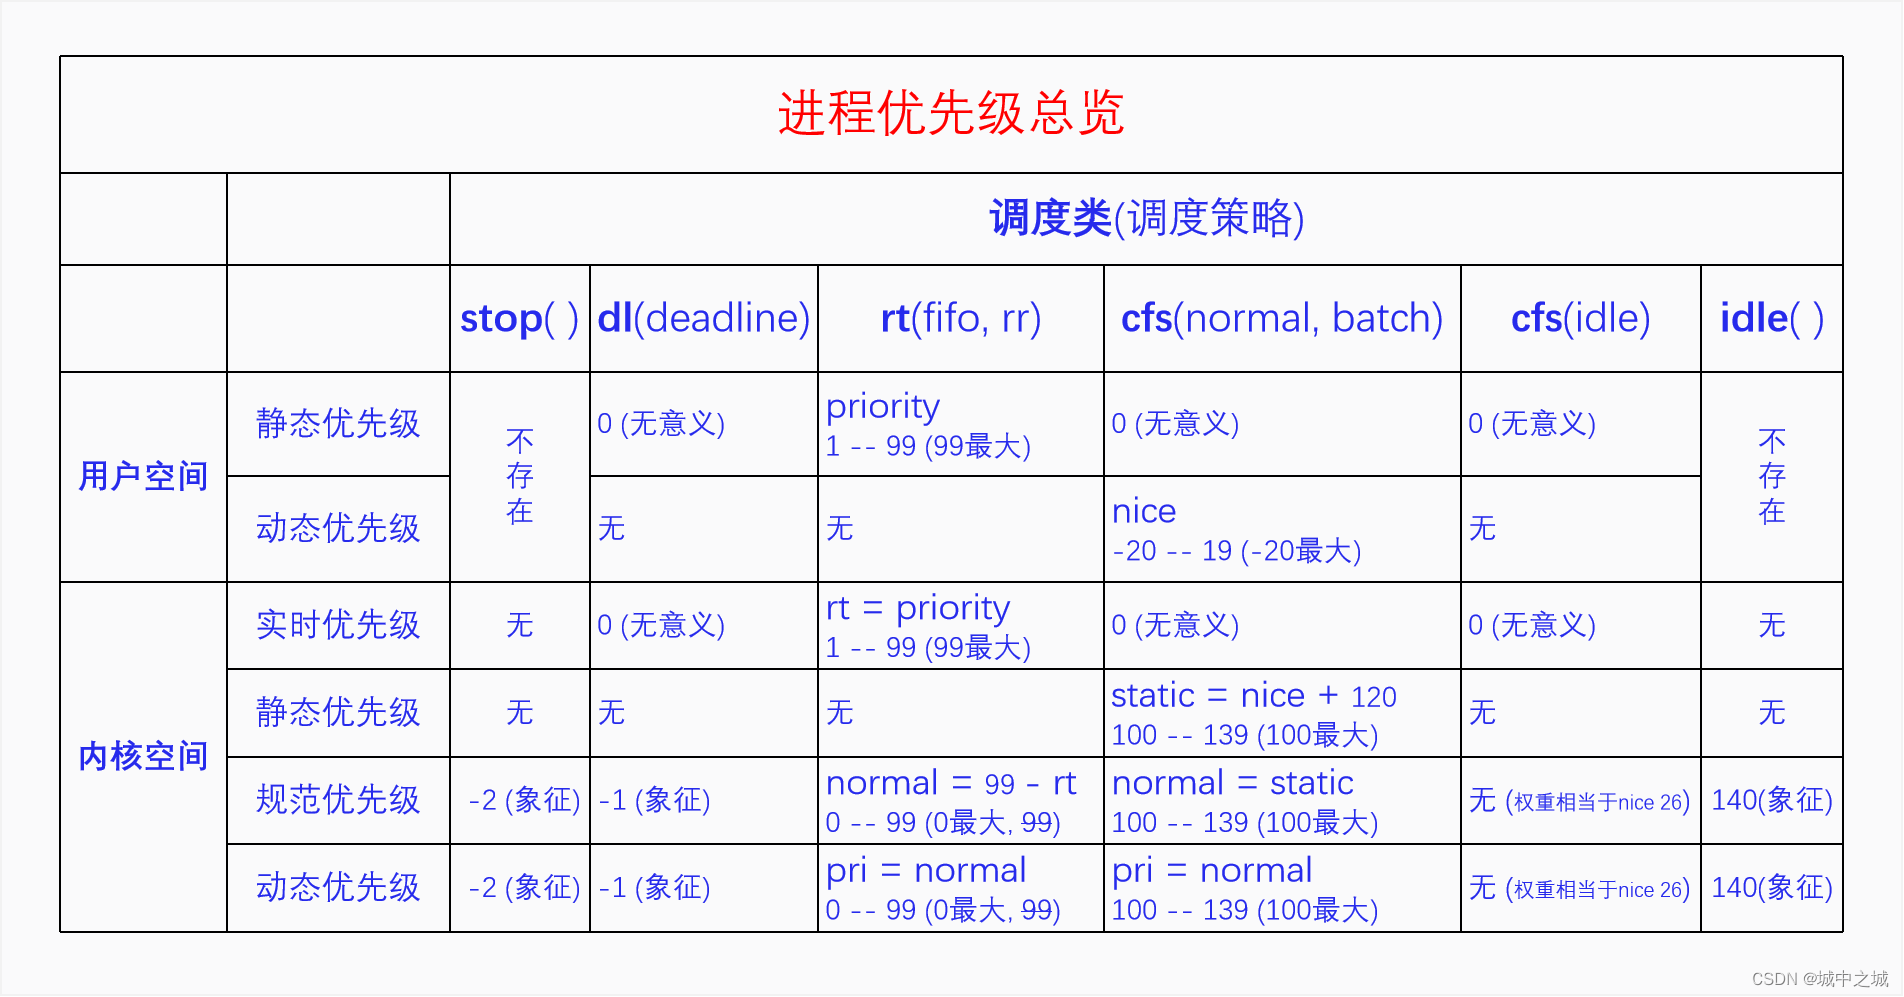 进程优先级总览
调度类(调度策略)
stop( )
dl(deadline)
rt(fifo, rr)
cfs(normal, batch)
cfs(idle)
idle( )
用户空间
静态优先级
不
存
在
0 (无意义)
priority
1 -- 99 (99最大)
0 (无意义)
0 (无意义)
不
存
在
动态优先级
无
无
nice
-20 -- 19 (-20最大)
无
内核空间
实时优先级
无
0 (无意义)
rt = priority
1 -- 99 (99最大)
0 (无意义)
0 (无意义)
无
静态优先级
无
无
无
static = nice + 120
100 -- 139 (100最大)
无
无
规范优先级
-2 (象征)
-1 (象征)
normal = 99 - rt
0 -- 99 (0最大, 99)
normal = static
100 -- 139 (100最大)
无 (权重相当于nice 26)
140(象征)
动态优先级
-2 (象征)
-1 (象征)
pri = normal
0 -- 99 (0最大, 99)
pri = normal
100 -- 139 (100最大)
无 (权重相当于nice 26)
140(象征)
CSDN @城中之城